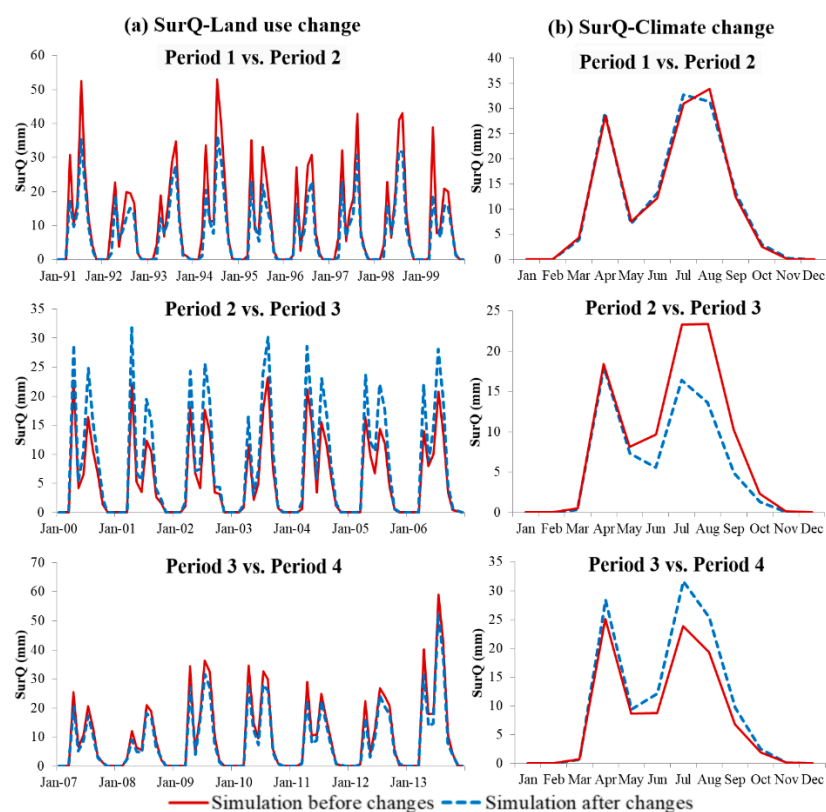 (a) SurQ-Land use change
Period 1 vs. Period 2
SurQ (mm)
60
50
40
30
20
10
0
Jan-91 Jan-92 Jan-93 Jan-94 Jan-95 Jan-96 Jan-97 Jan-98 Jan-99
(b) SurQ-Climate change
Period 1 vs. Period 2
SurQ (mm)
40
35
30
25
20
15
10
5
0
Jan Feb Mar Apr May Jun Jul Aug Sep Oct Nov Dec
Period 2 vs. Period 3
SurQ (mm)
35
30
25
20
15
10
5
0
Jan-00 Jan-01 Jan-02 Jan-03 Jan-04 Jan-05 Jan-06
Period 2 vs. Period 3
SurQ (mm)
25
20
15
10
5
0
Jan Feb Mar Apr May Jun Jul Aug Sep Oct Nov Dec
Period 3 vs. Period 4
SurQ (mm)
70
60
50
40
30
20
10
0
Jan-07 Jan-08 Jan-09 Jan-10 Jan-11 Jan-12 Jan-13
Period 3 vs. Period 4
SurQ (mm)
35
30
25
20
15
10
5
0
Jan Feb Mar Apr May Jun Jul Aug Sep Oct Nov Dec
Simulation before changes Simulation after changes